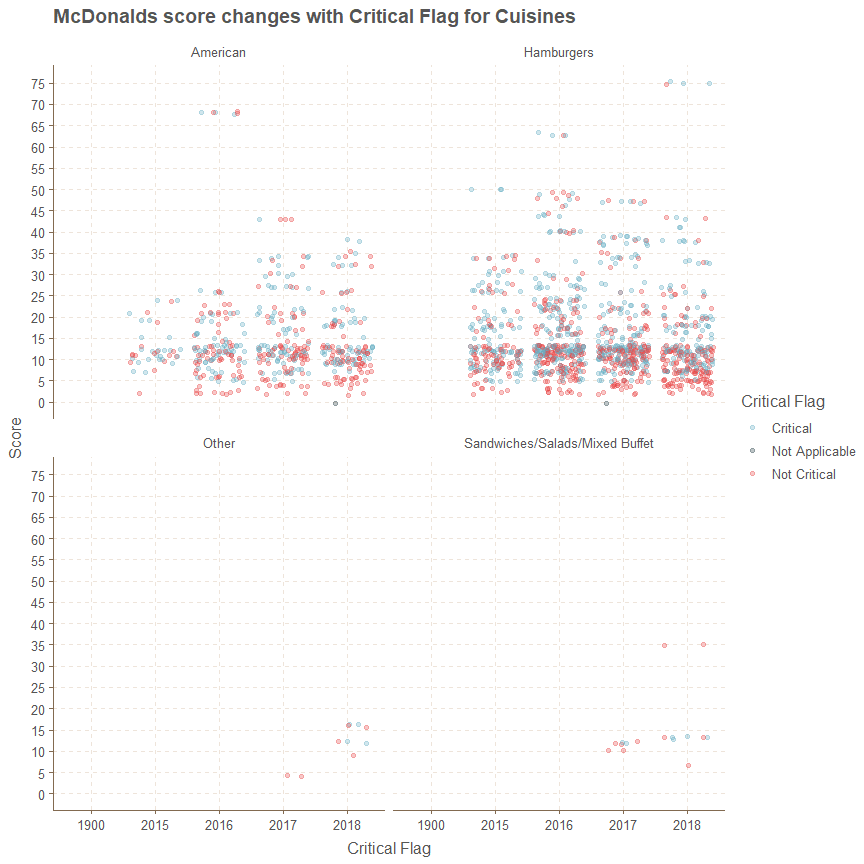 McDonalds score changes with Critical Flag for Cuisines
American
Hamburgers
75
70
65
60
55
50
45
40
35
30
25
20
15
10
5
0
Score
Critical Flag
Critical
Not Applicable
Not Critical
Other
Sandwiches/Salads/Mixed Buffet
75
70
65
60
55
50
45
40
35
30
25
20
15
10
5
0
1900 2015 2016 2017 2018 1900 2015 2016 2017 2018
Critical Flag